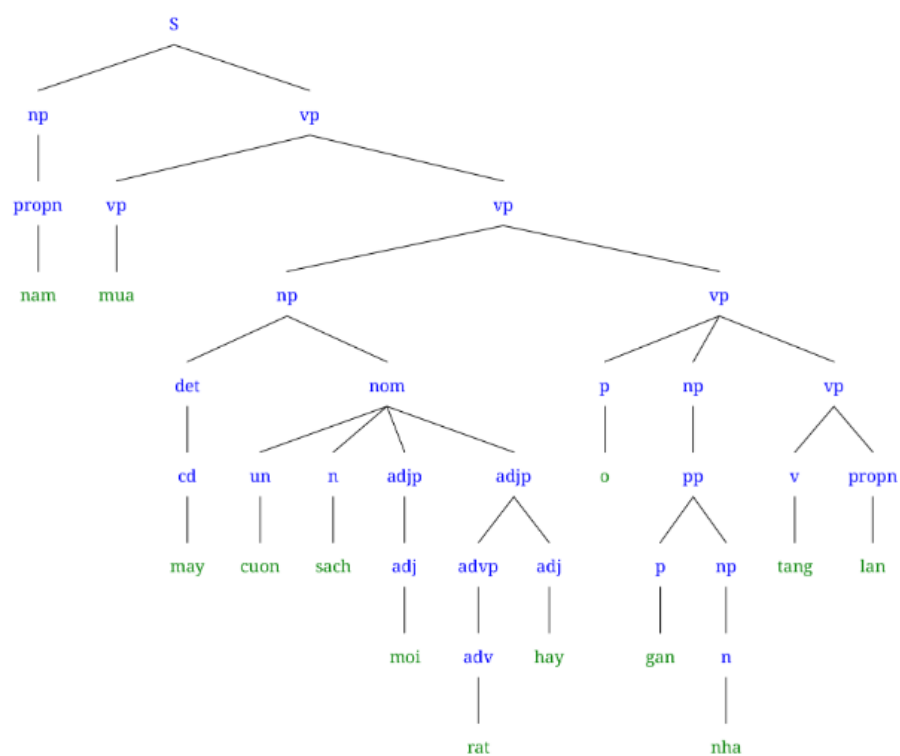 S
np vp
propn vp vp
nam mua np vp
det nom p np vp
cd un n adjp adjp o pp v propn
may cuon sach adj advp adj p np tang lan
moi adv hay gan n
rat nha